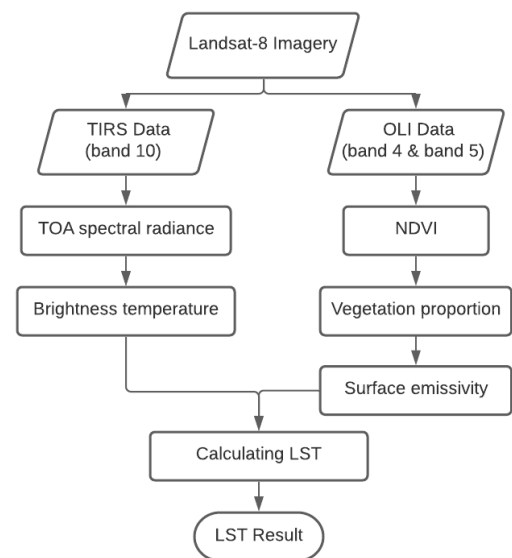 Landsat-8 Imagery
TIRS Data
(band 10)
OLI Data
(band 4 & band 5)
TOA spectral radiance
NDVI
Brightness temperature
Vegetation proportion
Surface emissivity
Calculating LST
LST Result